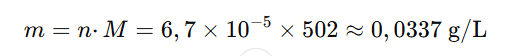 m = n· M = 6, 7 × 10⁻⁵ × 502 ≈ 0, 0337 g/L